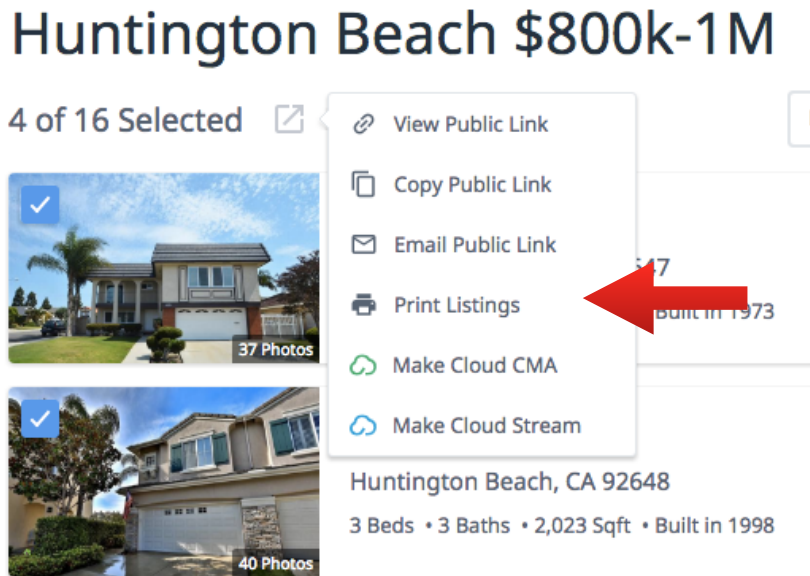 Huntington Beach $800k-1M
4 of 16 Selected
View Public Link
Copy Public Link
Email Public Link
Print Listings
Make Cloud CMA
Make Cloud Stream
37 Photos
Built in 1973
Huntington Beach, CA 92648
3 Beds • 3 Baths • 2,023 Sqft • Built in 1998
40 Photos